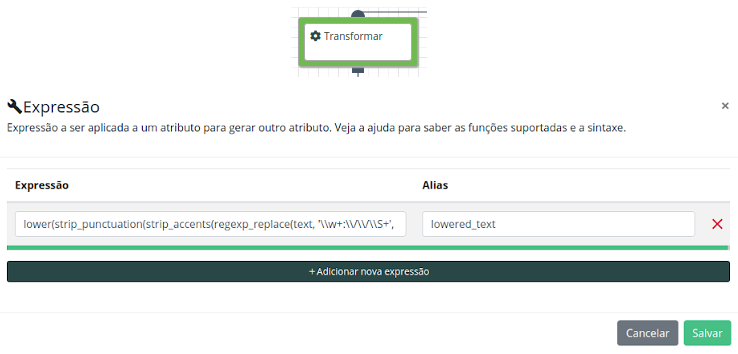 Transformar
Expressão
×
Expressão a ser aplicada a um atributo para gerar outro atributo. Veja a ajuda para saber as funções suportadas e a sintaxe.
Expressão Alias
lower(strip_punctuation(strip_accents(regexp_replace(text, '\\w+:\\/\\/\\S+', lowered_text
+ Adicionar nova expressão
Cancelar Salvar